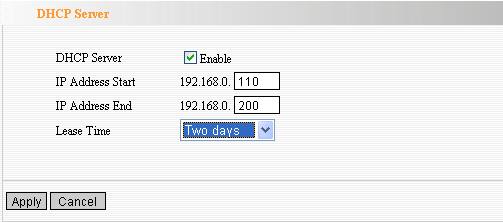 DHCP Server
DHCP Server Enable
IP Address Start 192.168.0. 110
IP Address End 192.168.0. 200
Lease Time Two days
Apply Cancel